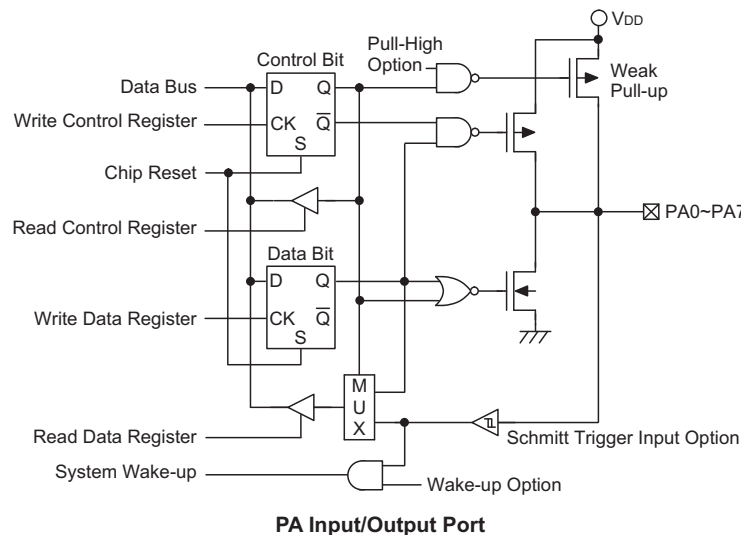 VDD
Control Bit
Pull-High
Option
Weak
Pull-up
Data Bus
D
Q
Write Control Register
CK
Q
S
Chip Reset
Read Control Register
PA0~PA7
Data Bit
D
Q
Write Data Register
CK
Q
S
M
U
X
Read Data Register
Schmitt Trigger Input Option
System Wake-up
Wake-up Option
PA Input/Output Port